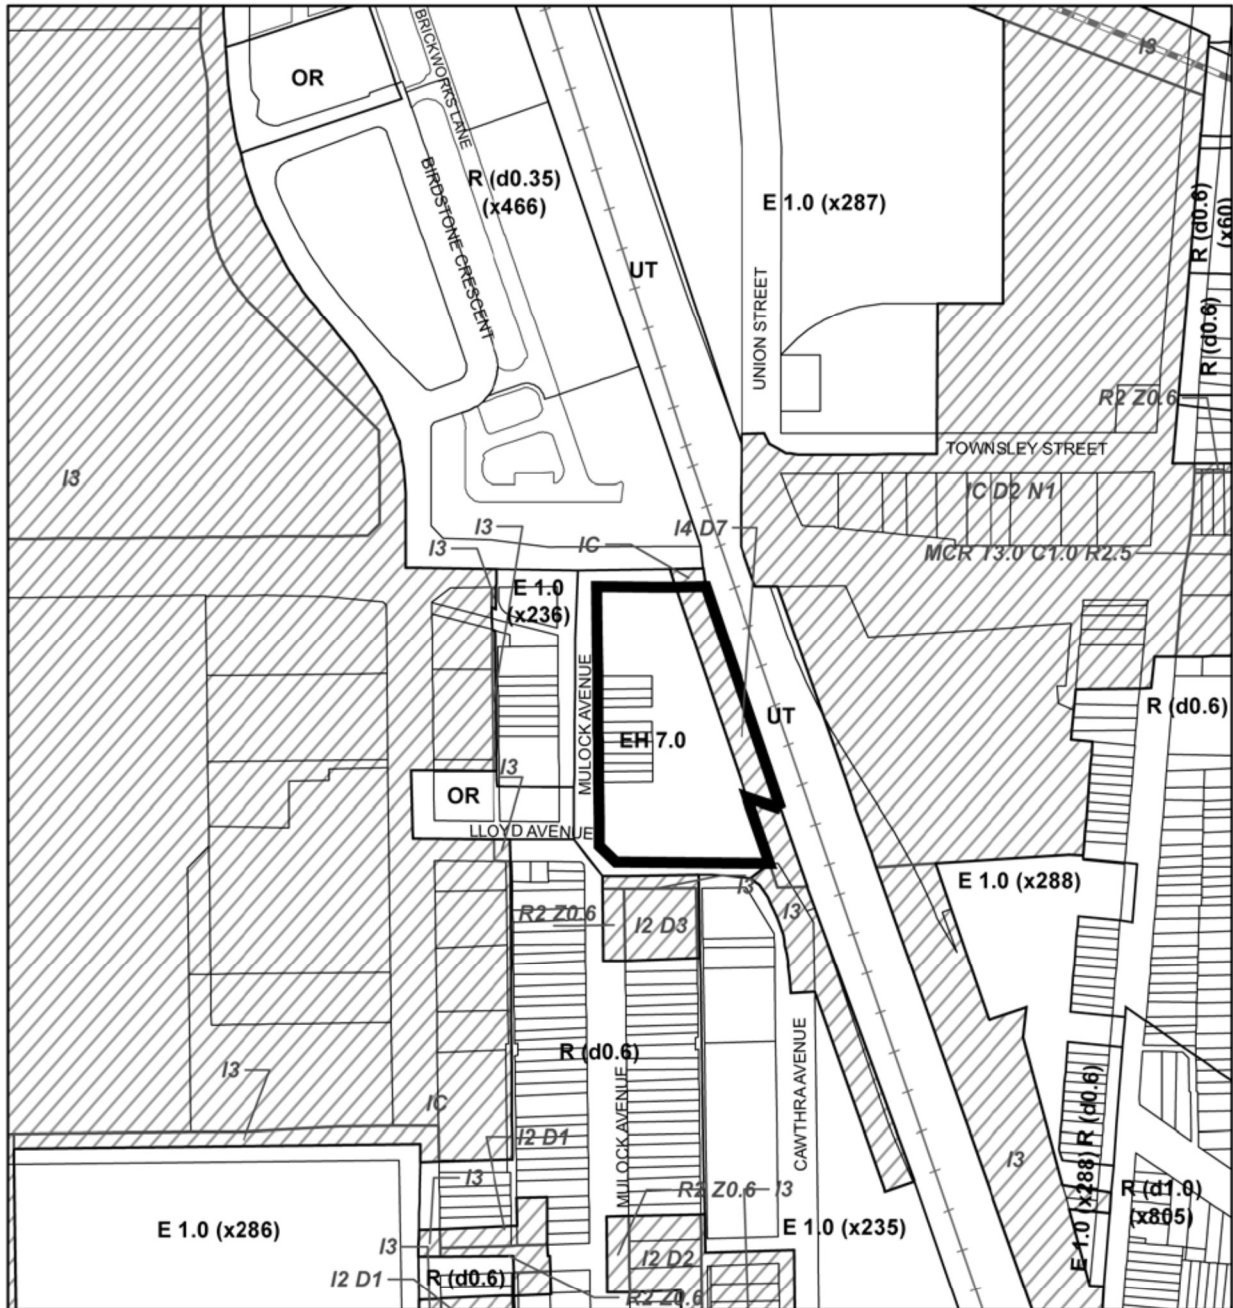 I3
BRICKWORKS LANE
OR
R (d0.35)
(x466)
BIRDSTONE CRESCENT
E 1.0 (x287)
R (d0.6)
(x60)
UT
UNION STREET
R (d0.6)
R2 Z0.6
TOWNSLEY STREET
I3
IC D2 N1
I3
I4 D7
I3
IC
MCR T3.0 C1.0 R2.5
E 1.0
(x236)
MULOCK AVENUE
R (d0.6)
UT
EH 7.0
I3
OR
LLOYD AVENUE
E 1.0 (x288)
I3
R2 Z0.6
I2 D3
I3
R (d0.6)
CAWTHRA AVENUE
I3
MULOCK AVENUE
IC
I2 D1
E 1.0 (x288)
R (d0.6)
I3
I3
R2 Z0.6
I3
R (d1.0)
(x805)
E 1.0 (x286)
E 1.0 (x235)
I3
I2 D2
I2 D1
R (d0.6)
R2 Z0.6